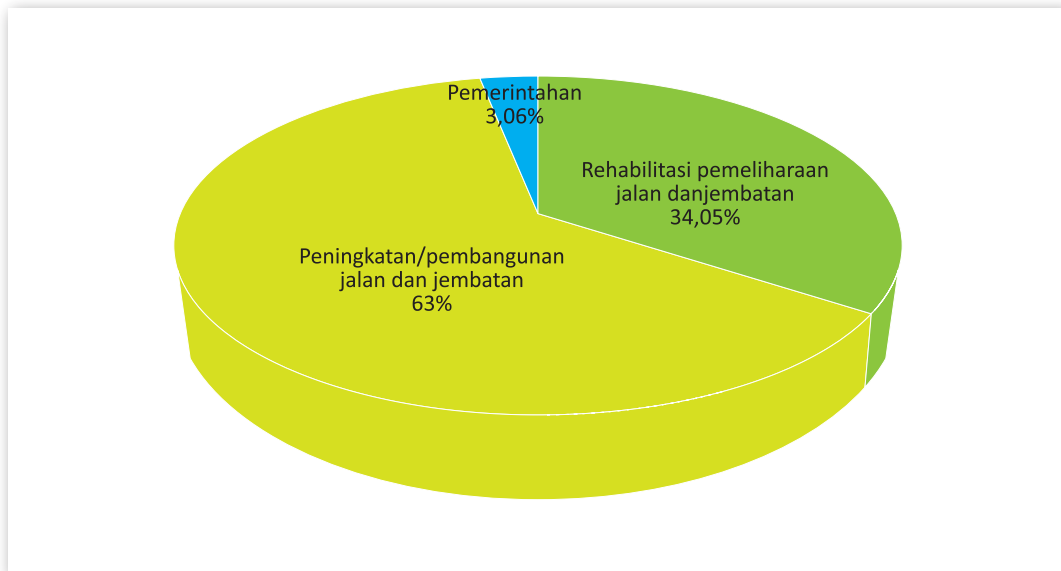 Pemerintahan
3,06%
Rehabilitasi pemeliharaan
jalan danjembatan
34,05%
Peningkatan/pembangunan
jalan dan jembatan
63%